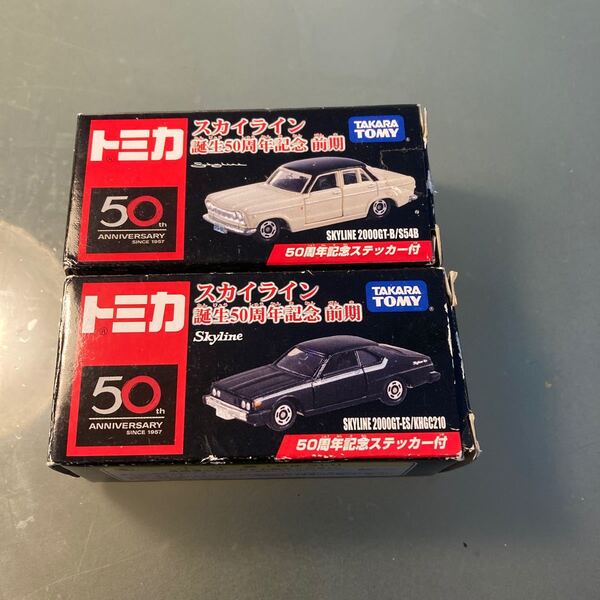 トミカ
スカイライン
誕生50周年記念 前期
Skyline
TAKARA
TOMY
50th
ANNIVERSARY
SINCE 1957
SKYLINE 2000GT-B/S54B
50周年記念ステッカー付
トミカ
スカイライン
誕生50周年記念 前期
Skyline
TAKARA
TOMY
50th
ANNIVERSARY
SINCE 1957
SKYLINE 2000GT-ES/KHGC210
50周年記念ステッカー付